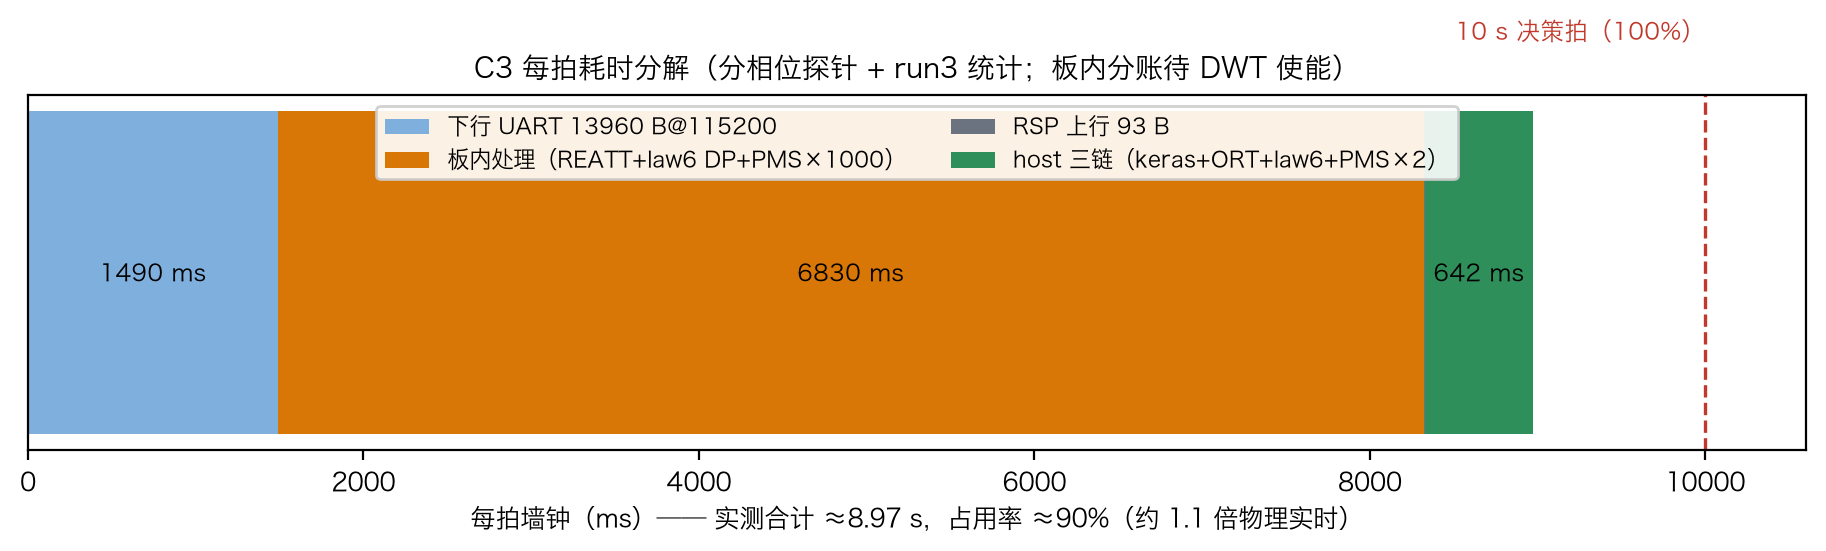 10 s 决策拍（100%）
C3 每拍耗时分解（分相位探针 + run3 统计；板内分账待 DWT 使能）
下行 UART 13960 B@115200
RSP 上行 93 B
板内处理（REATT+law6 DP+PMS×1000）
host 三链（keras+ORT+law6+PMS×2）
1490 ms
6830 ms
642 ms
0
2000
4000
6000
8000
10000
每拍墙钟（ms）—— 实测合计 ≈8.97 s，占用率 ≈90%（约 1.1 倍物理实时）